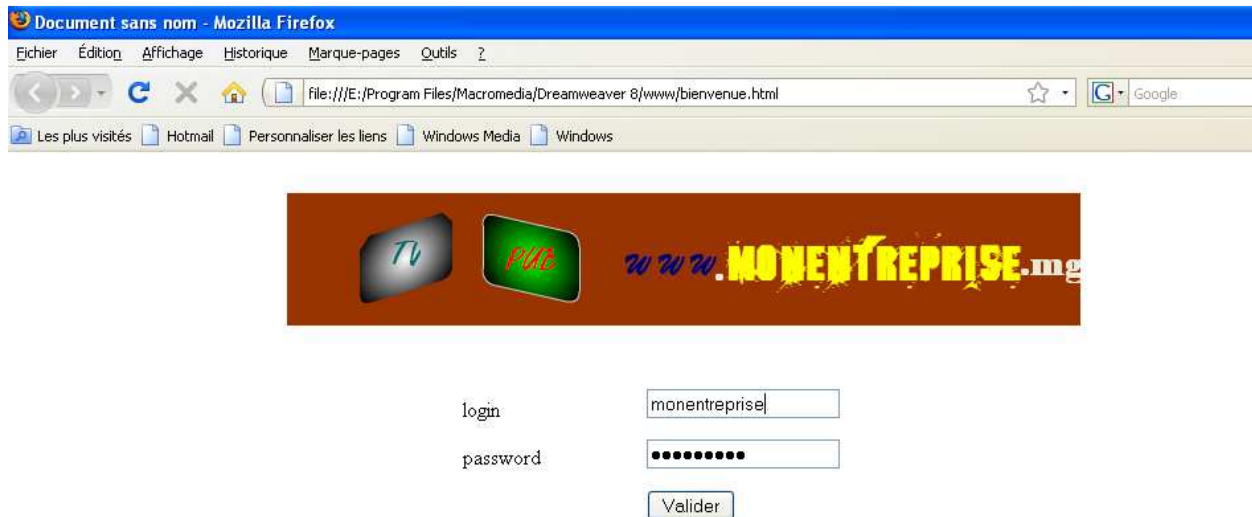 Document sans nom - Mozilla Firefox
Fichier Édition Affichage Historique Marque-pages Outils ?
file:///E:/Program Files/Macromedia/Dreamweaver 8/www/bienvenue.html G Google
Les plus visités Hotmail Personnaliser les liens Windows Media Windows
TV PUB www.MONENTREPRISE.mg
login monentreprise
password •••••••••
Valider